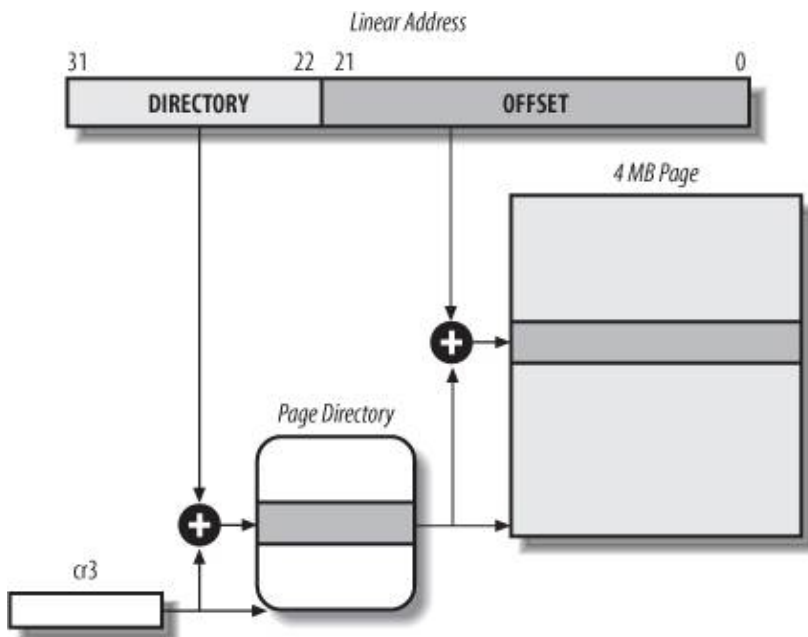 Linear Address
31 22 21 0
DIRECTORY OFFSET
4 MB Page
Page Directory
cr3